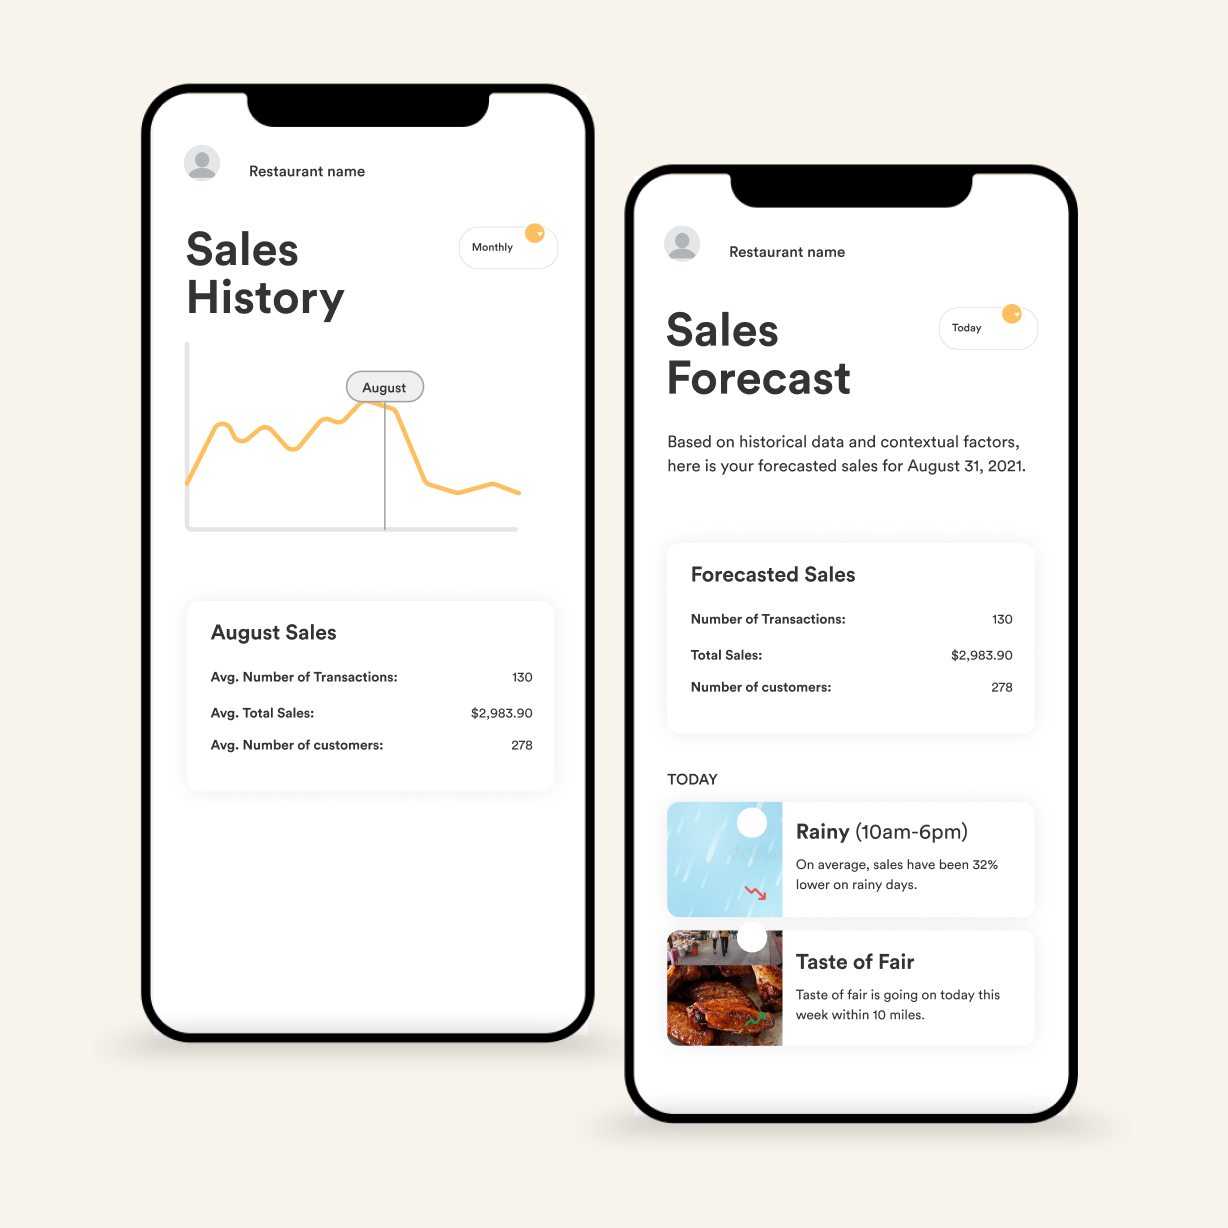 Restaurant name
Sales
History
Monthly
August
August Sales
Avg. Number of Transactions: 130
Avg. Total Sales: $2,983.90
Avg. Number of customers: 278
Restaurant name
Sales
Forecast
Today
Based on historical data and contextual factors,
here is your forecasted sales for August 31, 2021.
Forecasted Sales
Number of Transactions: 130
Total Sales: $2,983.90
Number of customers: 278
TODAY
Rainy (10am-6pm)
On average, sales have been 32%
lower on rainy days.
Taste of Fair
Taste of fair is going on today this
week within 10 miles.